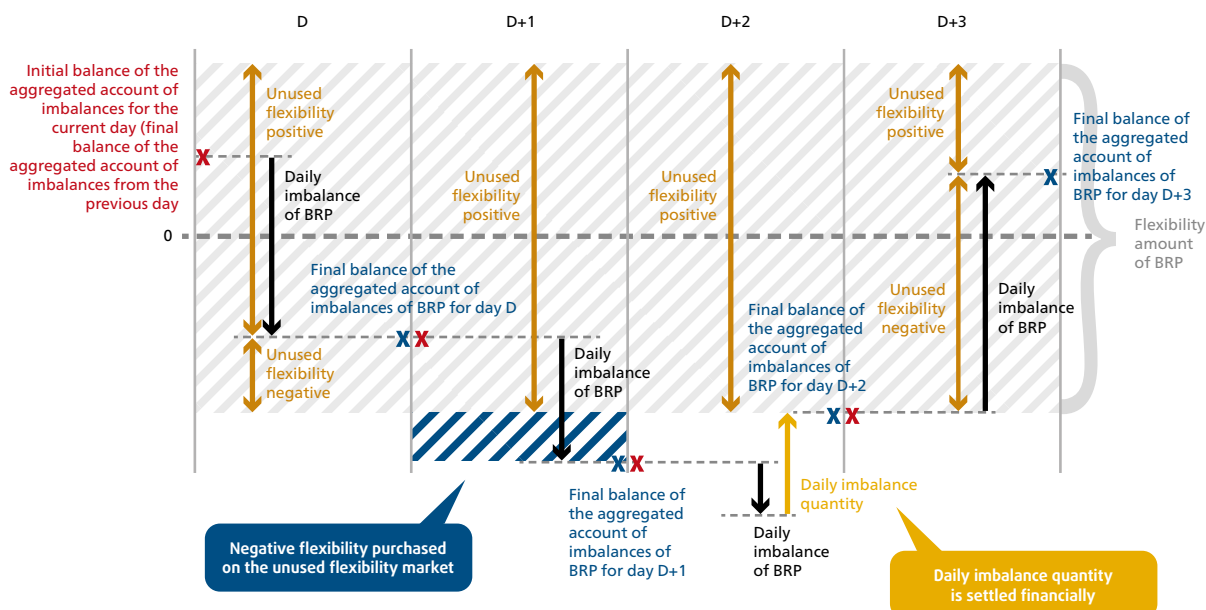 D
D+1
D+2
D+3
Initial balance of the
aggregated account of
imbalances for the
current day (final
balance of the
aggregated account of
imbalances from the
previous day
X
Unused
flexibility
positive
Daily
imbalance
of BRP
Unused
flexibility
positive
Unused
flexibility
positive
Unused
flexibility
positive
Final balance of
the aggregated
account of
imbalances of
BRP for day D+3
X
0
Flexibility
amount
of BRP
Final balance of the
aggregated account of
imbalances of BRP for day D
X X
Unused
flexibility
negative
Daily
imbalance
of BRP
Final balance of
the aggregated
account of
imbalances of
BRP for day D+2
X X
Unused
flexibility
negative
Daily
imbalance
of BRP
X X
Final balance of
the aggregated
account of
imbalances of
BRP for day D+1
Daily
imbalance
of BRP
Daily imbalance
quantity
Negative flexibility purchased
on the unused flexibility market
Daily imbalance quantity
is settled financially